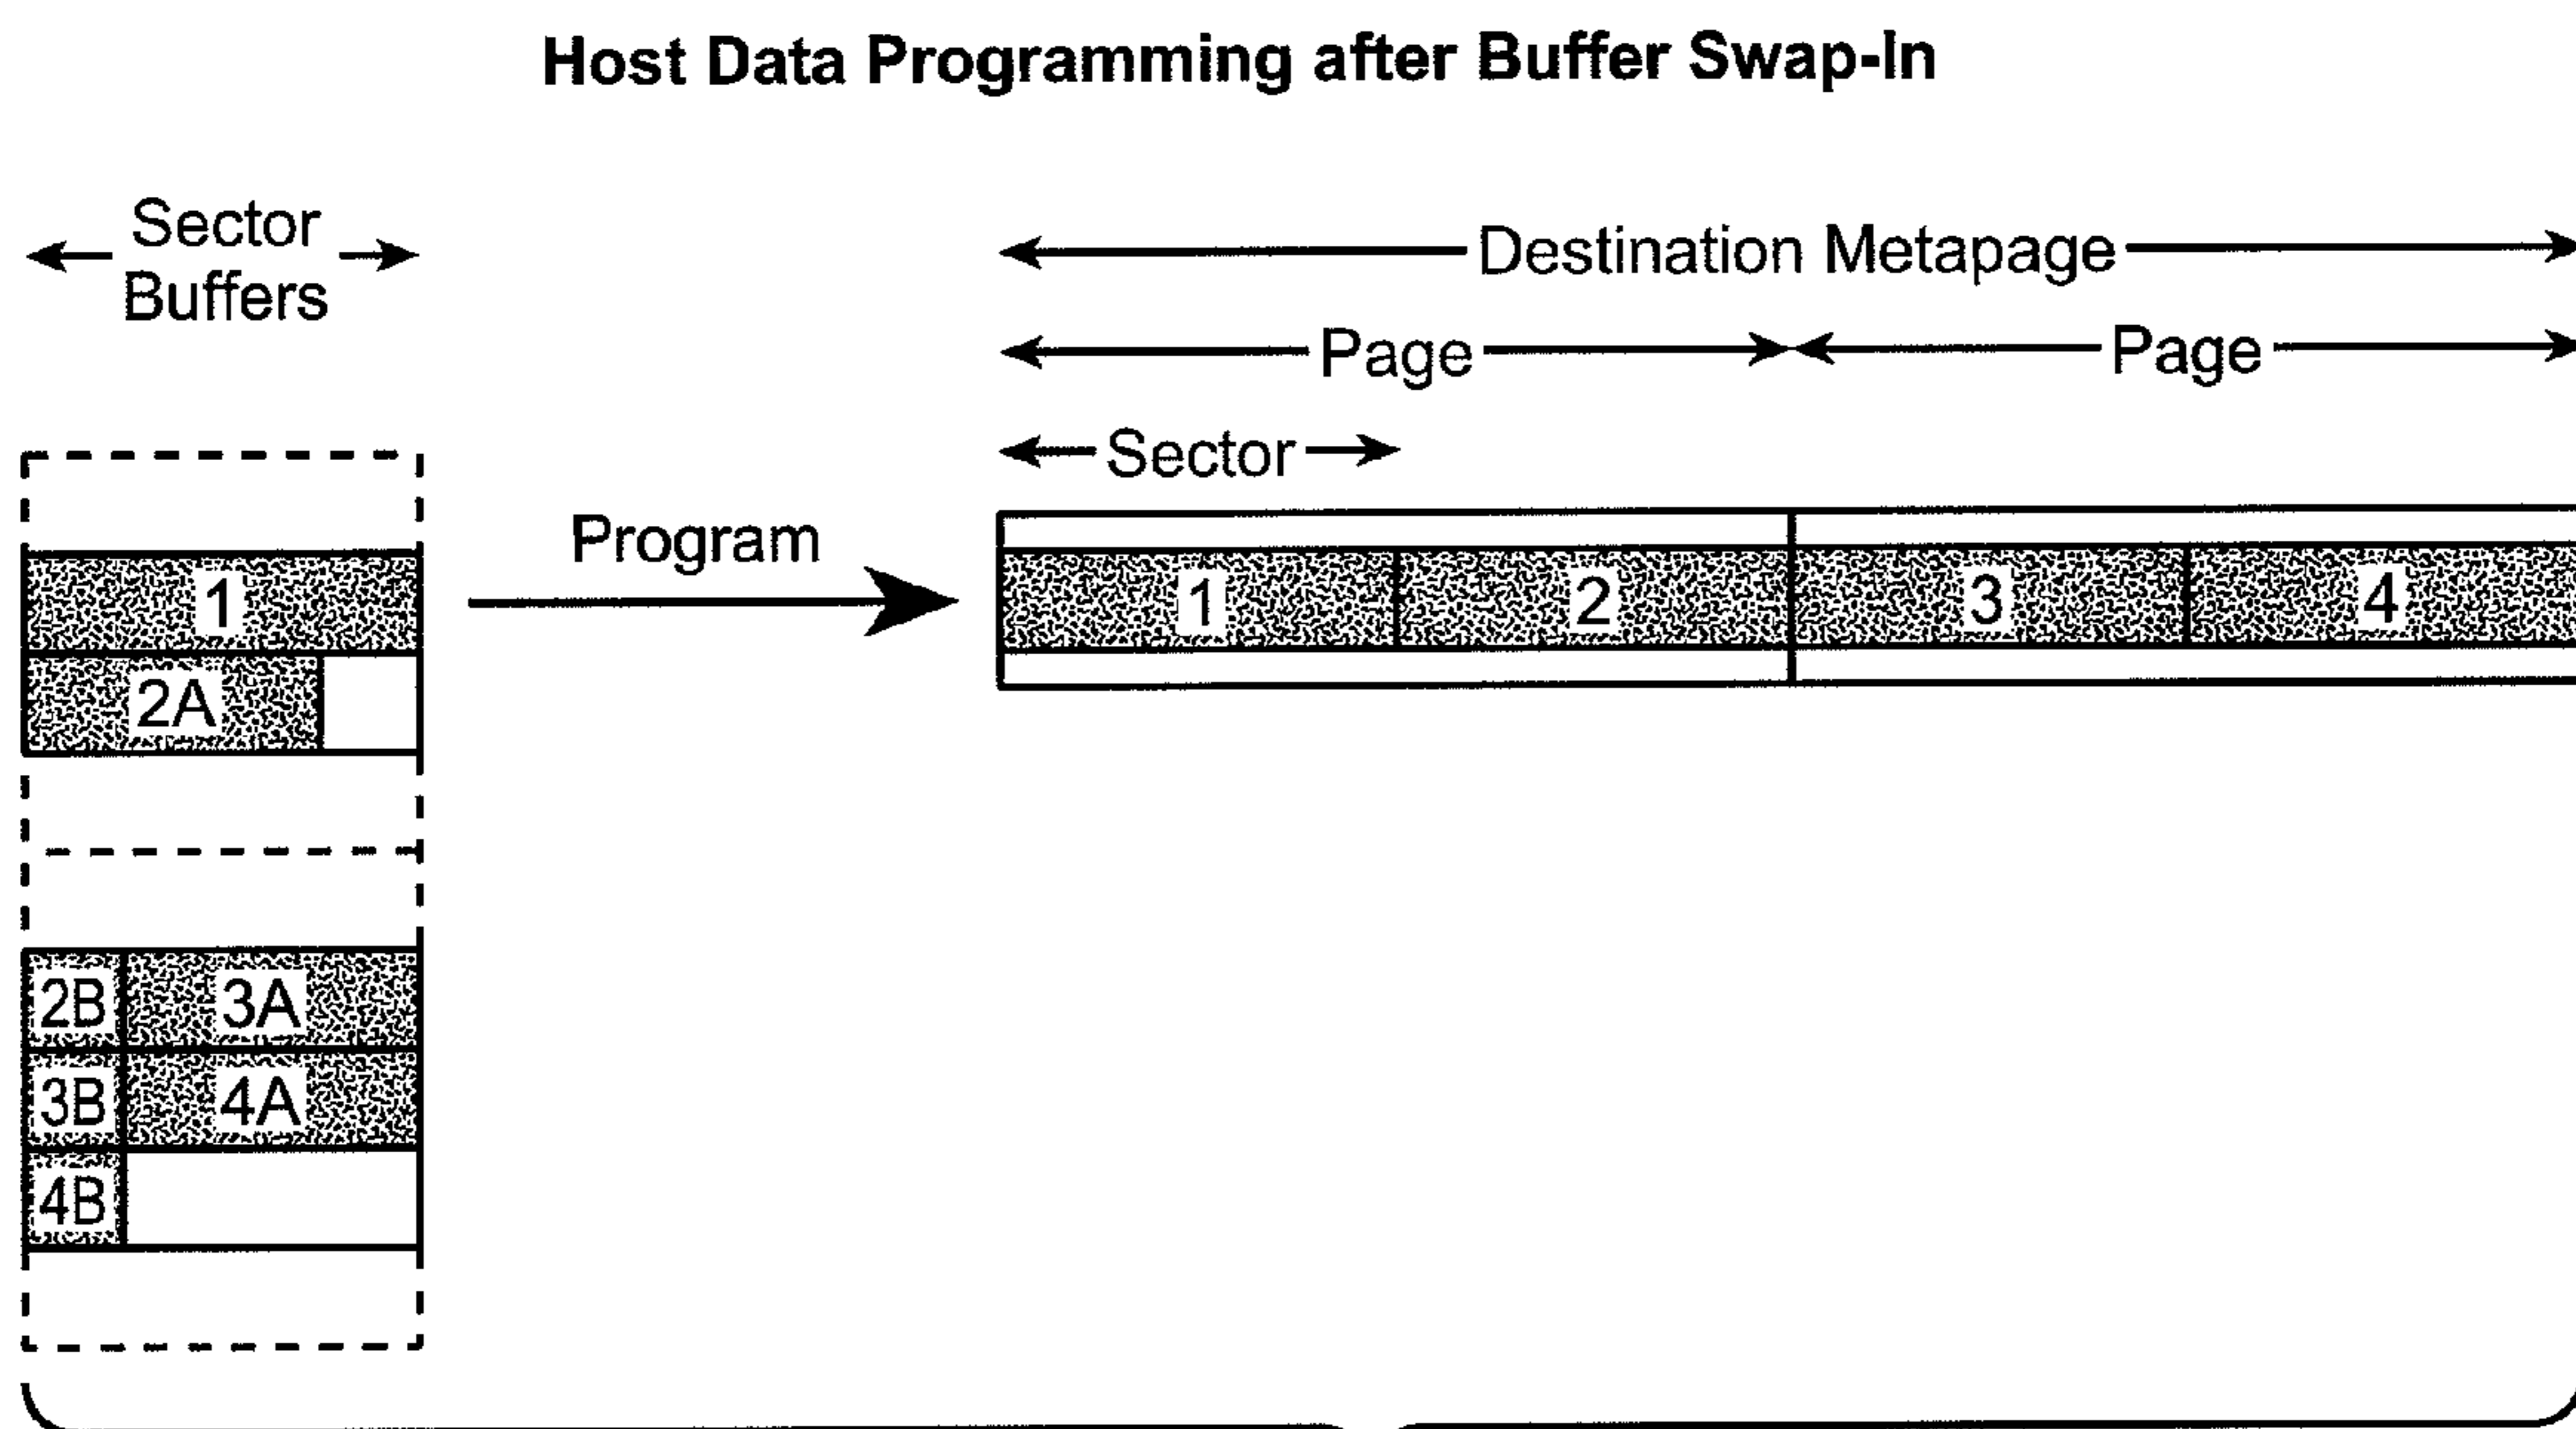 Host Data Programming after Buffer Swap-In
Sector
Buffers
Destination Metapage
Page Page
Sector
Program
1
2A
1 2 3 4
2B 3A
3B 4A
4B